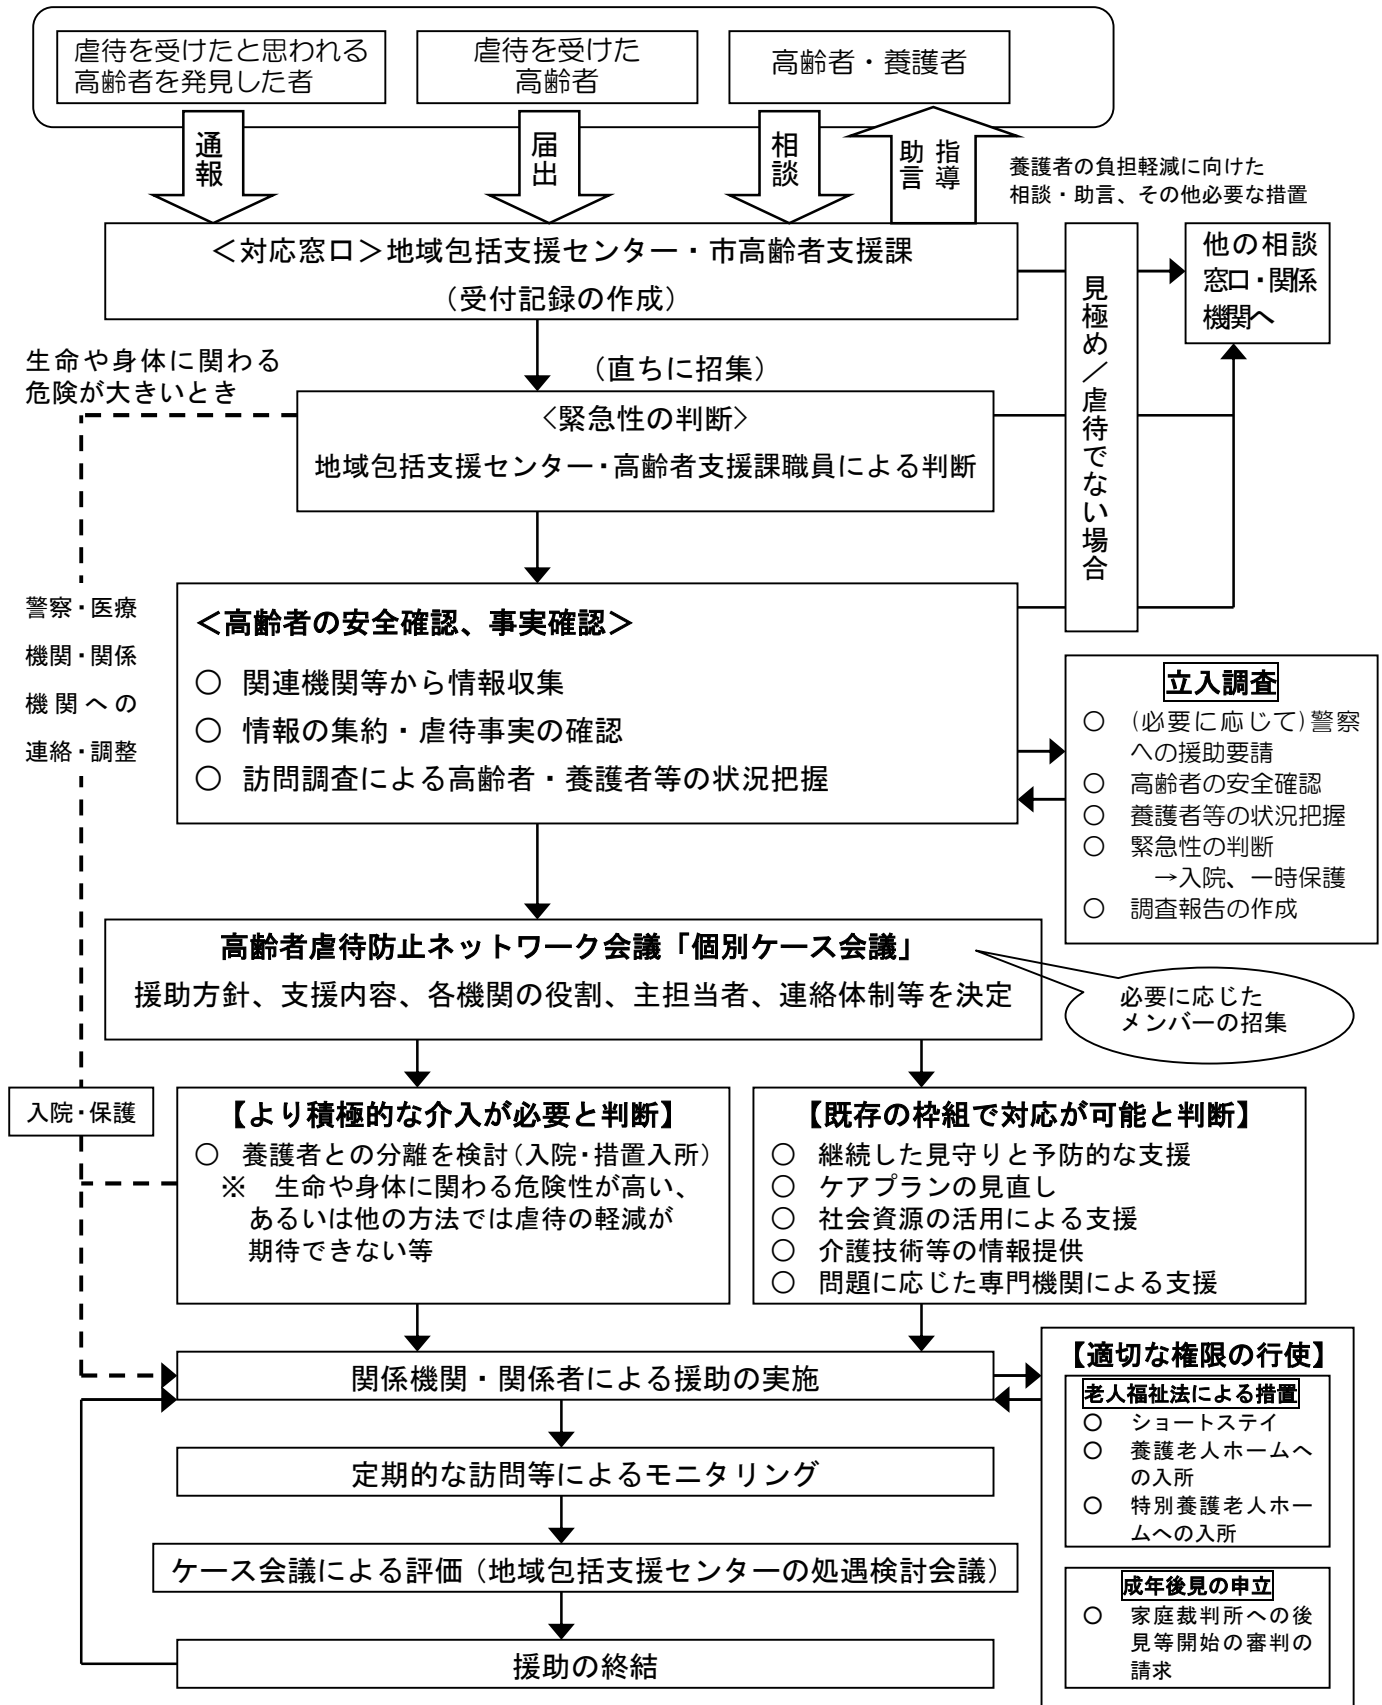 虐待を受けたと思われる
高齢者を発見した者
虐待を受けた
高齢者
高齢者・養護者
通報
届出
相談
助言
指導
養護者の負担軽減に向けた
相談・助言、その他必要な措置
＜対応窓口＞地域包括支援センター・市高齢者支援課
（受付記録の作成）
見極め／虐待でない場合
他の相談
窓口・関係
機関へ
生命や身体に関わる
危険が大きいとき
（直ちに招集）
〈緊急性の判断〉
地域包括支援センター・高齢者支援課職員による判断
警察・医療
機関・関係
機関への
連絡・調整
＜高齢者の安全確認、事実確認＞
○ 関連機関等から情報収集
○ 情報の集約・虐待事実の確認
○ 訪問調査による高齢者・養護者等の状況把握
立入調査
○ （必要に応じて）警察
への援助要請
○ 高齢者の安全確認
○ 養護者等の状況把握
○ 緊急性の判断
→入院、一時保護
○ 調査報告の作成
高齢者虐待防止ネットワーク会議「個別ケース会議」
援助方針、支援内容、各機関の役割、主担当者、連絡体制等を決定
必要に応じた
メンバーの招集
入院・保護
【より積極的な介入が必要と判断】
○ 養護者との分離を検討（入院・措置入所）
※ 生命や身体に関わる危険性が高い、
あるいは他の方法では虐待の軽減が
期待できない等
【既存の枠組で対応が可能と判断】
○ 継続した見守りと予防的な支援
○ ケアプランの見直し
○ 社会資源の活用による支援
○ 介護技術等の情報提供
○ 問題に応じた専門機関による支援
関係機関・関係者による援助の実施
定期的な訪問等によるモニタリング
ケース会議による評価（地域包括支援センターの処遇検討会議）
援助の終結
【適切な権限の行使】
老人福祉法による措置
○ ショートステイ
○ 養護老人ホームへ
の入所
○ 特別養護老人ホー
ムへの入所
成年後見の申立
○ 家庭裁判所への後
見等開始の審判の
請求